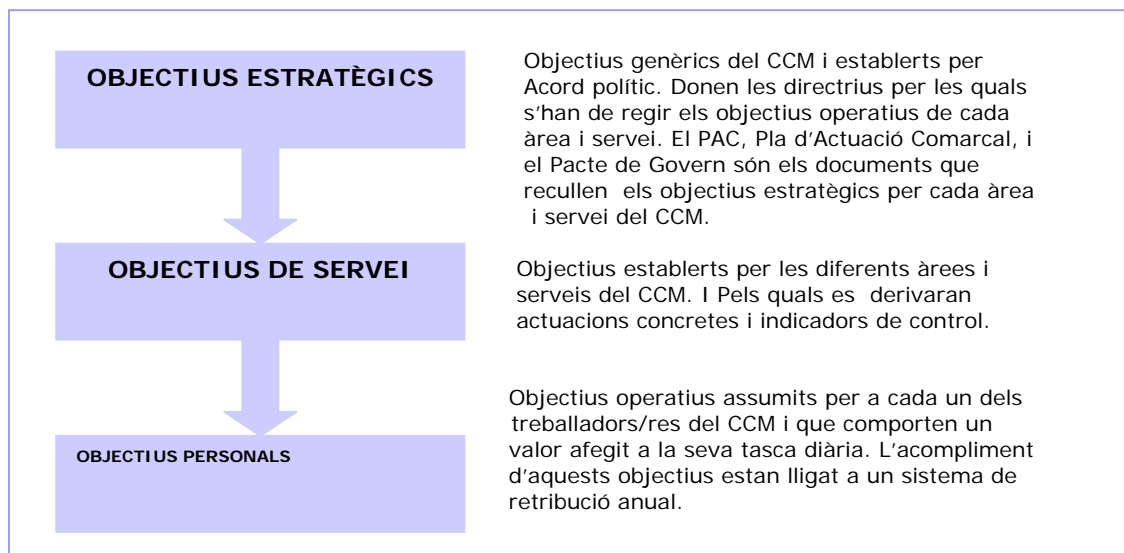 OBJECTIUS ESTRATÈGICS
Objectius genèrics del CCM i establerts per
Acord polític. Donen les directrius per les quals
s'han de regir els objectius operatius de cada
àrea i servei. El PAC, Pla d'Actuació Comarcal, i
el Pacte de Govern són els documents que
recullen els objectius estratègics per cada àrea
i servei del CCM.
OBJECTIUS DE SERVEI
Objectius establerts per les diferents àrees i
serveis del CCM. I Pels quals es derivaran
actuacions concretes i indicadors de control.
OBJECTIUS PERSONALS
Objectius operatius assumits per a cada un dels
treballadors/res del CCM i que comporten un
valor afegit a la seva tasca diària. L'acompliment
d'aquests objectius estan lligat a un sistema de
retribució anual.